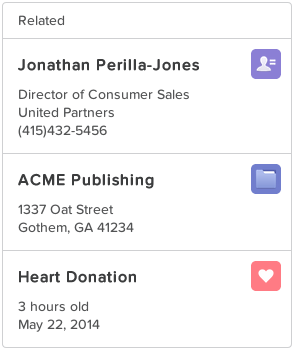 Related
Jonathan Perilla-Jones
Director of Consumer Sales
United Partners
(415)432-5456
ACME Publishing
1337 Oat Street
Gothem, GA 41234
Heart Donation
3 hours old
May 22, 2014